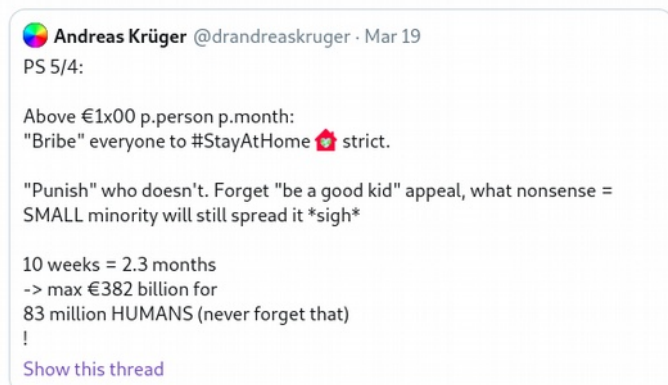 Andreas Krüger @drandreaskruger · Mar 19
PS 5/4:
Above €1x00 p.person p.month:
"Bribe" everyone to #StayAtHome 🏠 strict.
"Punish" who doesn't. Forget "be a good kid" appeal, what nonsense =
SMALL minority will still spread it *sigh*
10 weeks = 2.3 months
-> max €382 billion for
83 million HUMANS (never forget that)
!
Show this thread